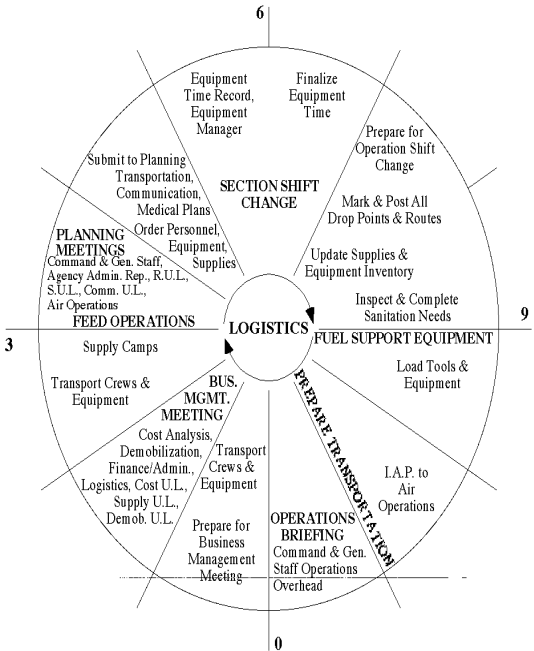 6
Equipment
Time Record,
Equipment
Manager
Finalize
Equipment
Time
Prepare for
Operation Shift
Change
Submit to Planning
Transportation,
Communication,
Medical Plans
SECTION SHIFT
CHANGE
Mark & Post All
Drop Points & Routes
Order Personnel,
Equipment,
Supplies
PLANNING
MEETINGS
Command & Gen. Staff,
Agency Admin. Rep., R.U.L.,
S.U.L., Comm. U.L.,
Air Operations
Update Supplies &
Equipment Inventory
Inspect & Complete
Sanitation Needs
FEED OPERATIONS
LOGISTICS
9
3
FUEL SUPPORT EQUIPMENT
Supply Camps
Load Tools &
Equipment
Transport Crews &
Equipment
BUS.
MGMT.
MEETING
Cost Analysis,
Demobilization,
Finance/Admin.,
Logistics, Cost U.L.,
Supply U.L.,
Demob. U.L.
Transport
Crews &
Equipment
PREPARE TRANSPORTATION
I.A.P. to
Air
Operations
Prepare for
Business
Management
Meeting
OPERATIONS
BRIEFING
Command & Gen.
Staff Operations
Overhead
0